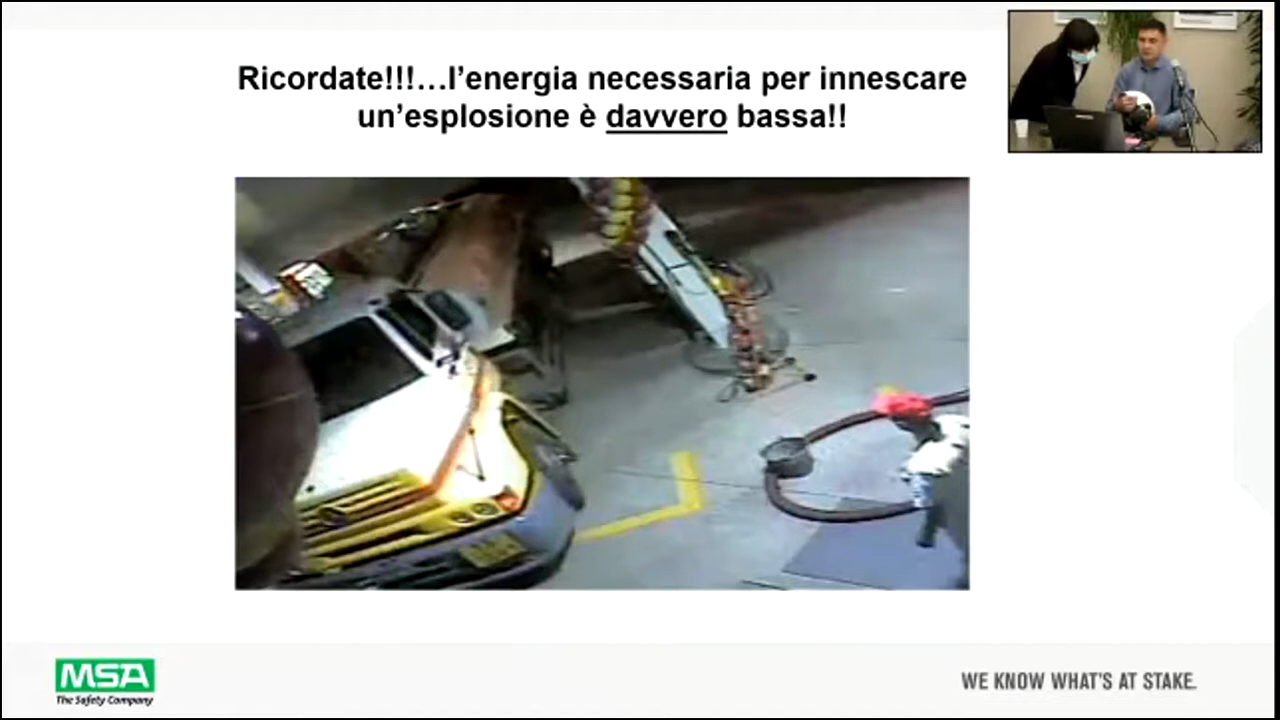 Ricordate!!!...l'energia necessaria per innescare
un'esplosione è davvero bassa!!
MSA
The Safety Company
WE KNOW WHAT'S AT STAKE.